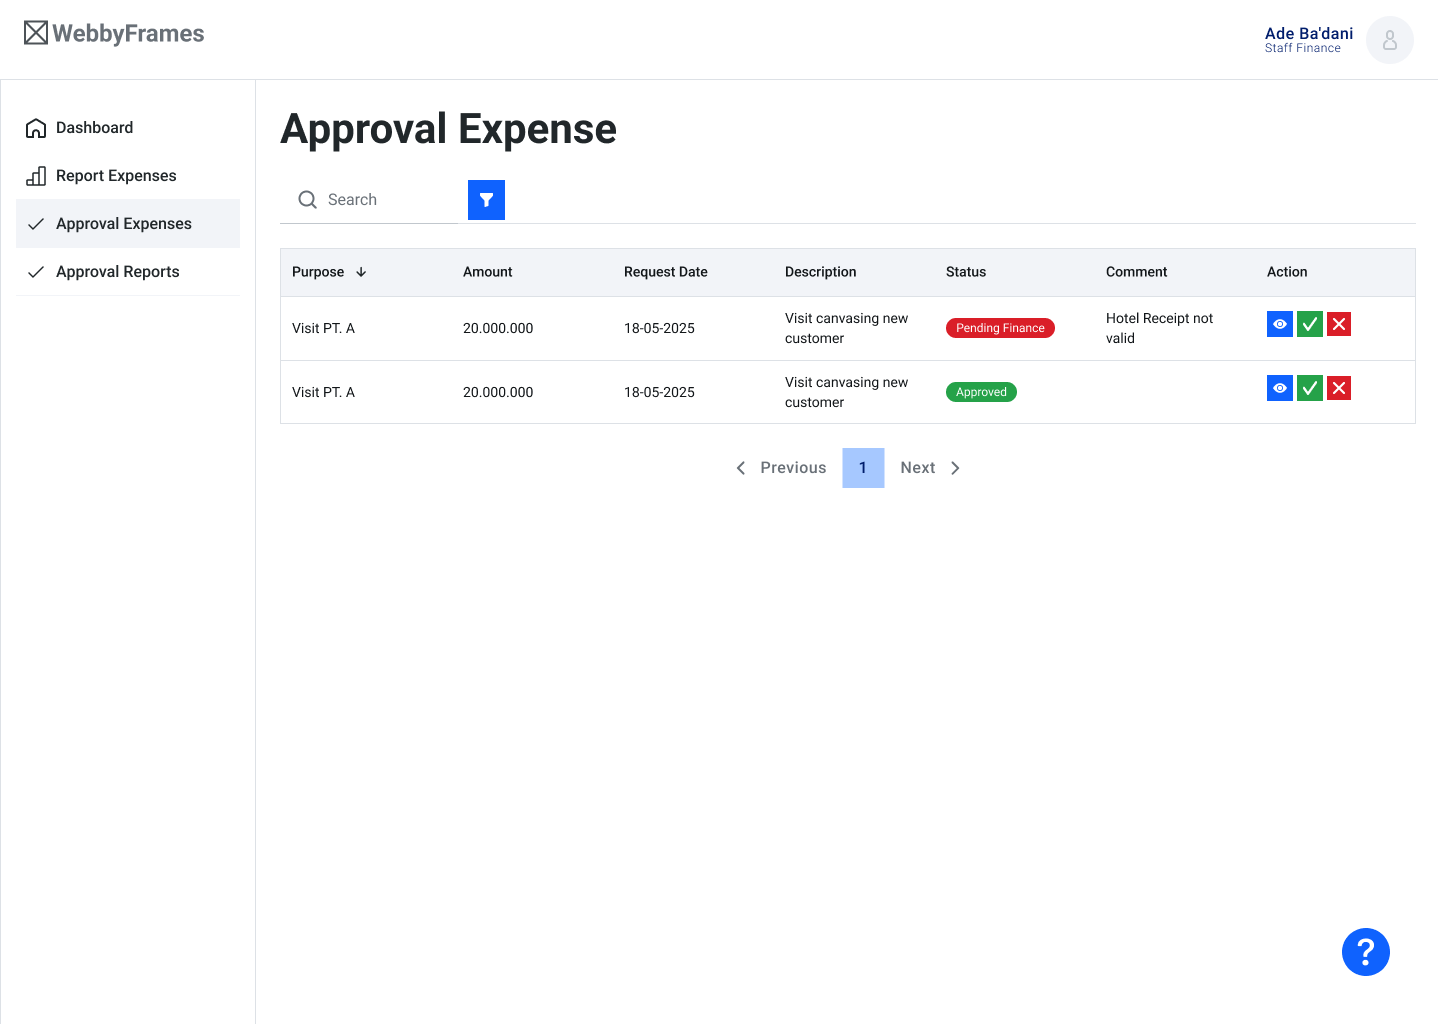 WebbyFrames
Ade Ba'dani
Staff Finance
Dashboard
Report Expenses
Approval Expenses
Approval Reports
Approval Expense
Search
Purpose Amount Request Date Description Status Comment Action
Visit PT. A 20.000.000 18-05-2025 Visit canvasing new customer Pending Finance Hotel Receipt not valid
Visit PT. A 20.000.000 18-05-2025 Visit canvasing new customer Approved
Previous 1 Next
?